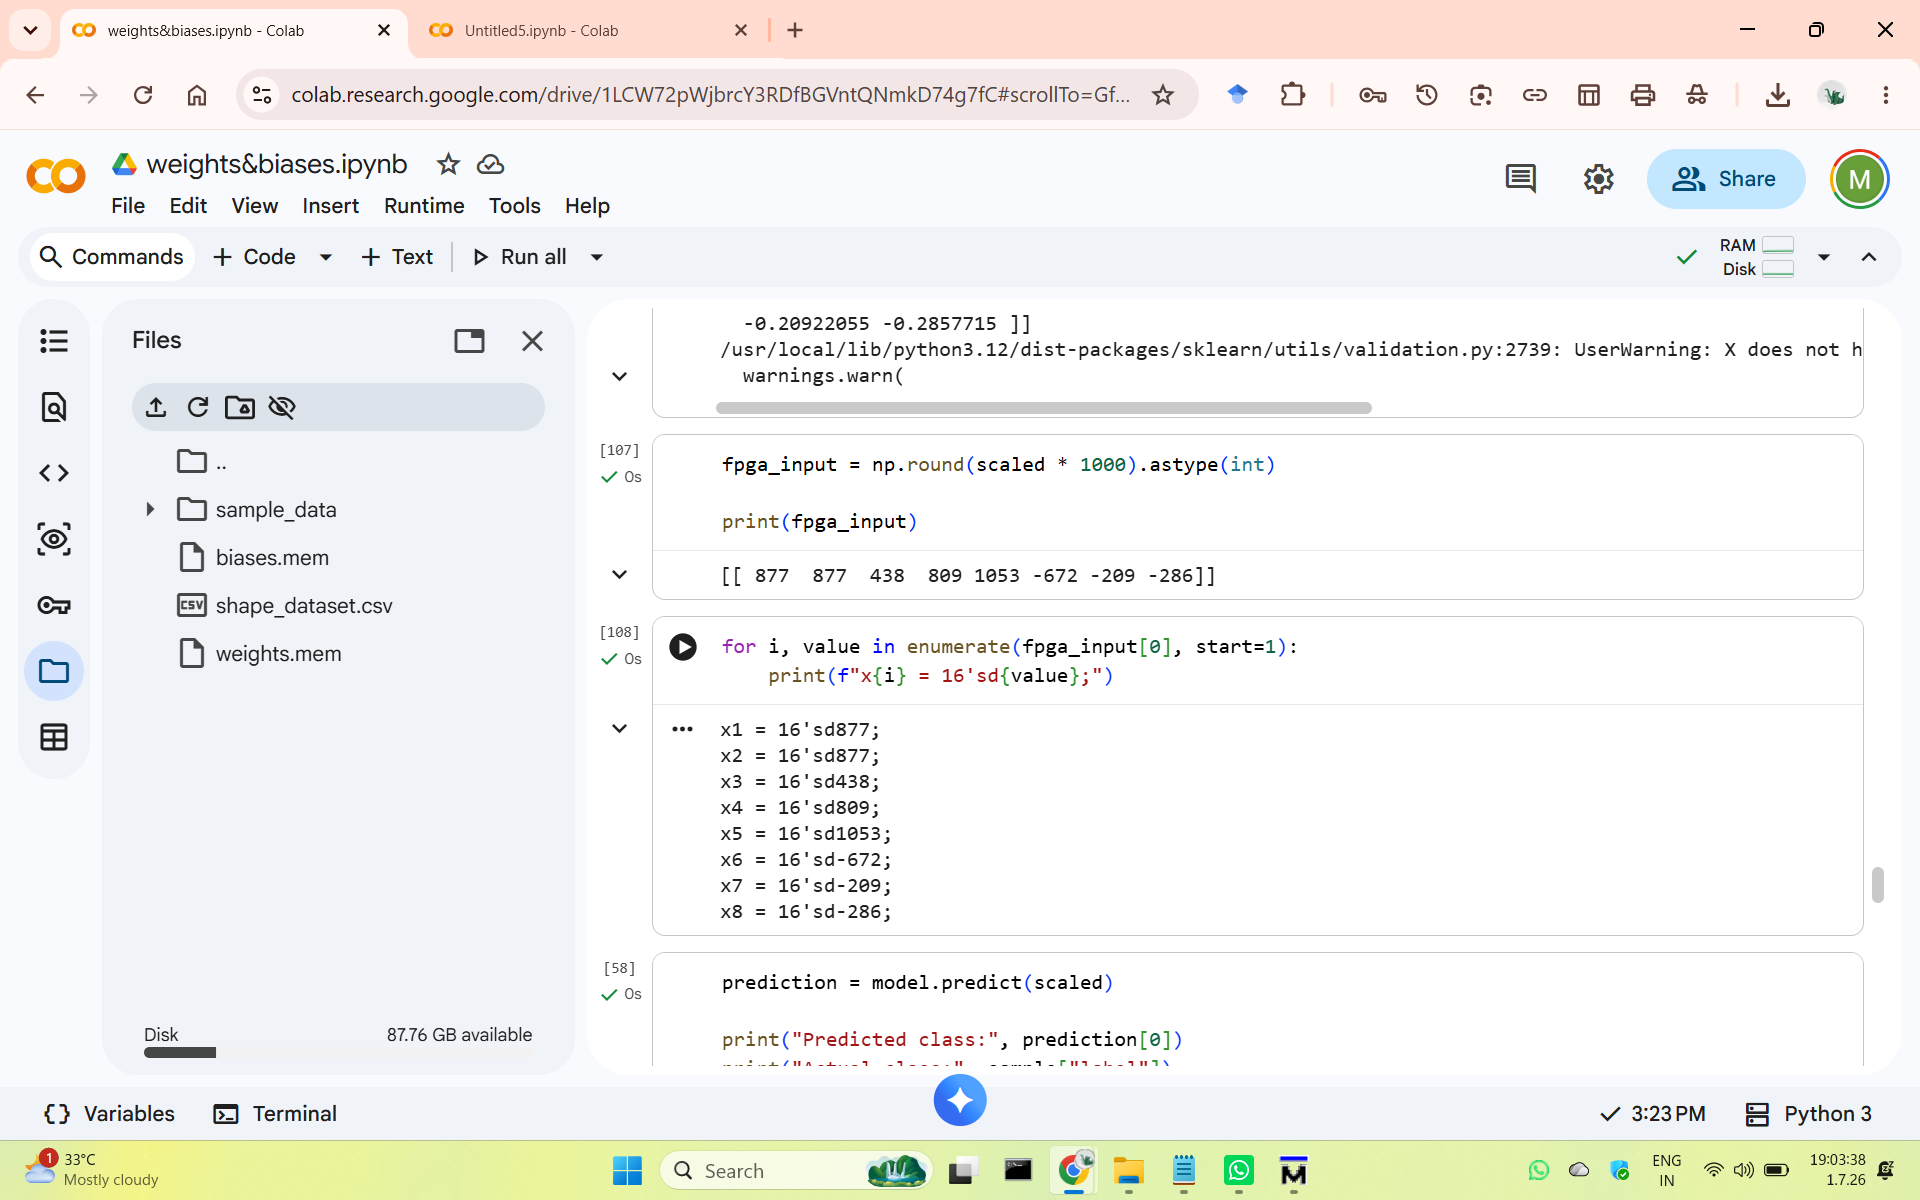 weights&biases.ipynb - Colab
Untitled5.ipynb - Colab
colab.research.google.com/drive/1LCW72pWjbrcY3RDfBGVntQNmkD74g7fC#scrollTo=Gf...
weights&biases.ipynb
File Edit View Insert Runtime Tools Help
Share
M
Commands
+ Code
+ Text
Run all
RAM
Disk
Files
..
sample_data
biases.mem
CSV shape_dataset.csv
weights.mem
Disk 87.76 GB available
-0.20922055 -0.2857715 ]]
/usr/local/lib/python3.12/dist-packages/sklearn/utils/validation.py:2739: UserWarning: X does not h
warnings.warn(
[107]
0s
fpga_input = np.round(scaled * 1000).astype(int)
print(fpga_input)
[[ 877  877  438  809 1053 -672 -209 -286]]
[108]
0s
for i, value in enumerate(fpga_input[0], start=1):
print(f"x{i} = 16'sd{value};")
x1 = 16'sd877;
x2 = 16'sd877;
x3 = 16'sd438;
x4 = 16'sd809;
x5 = 16'sd1053;
x6 = 16'sd-672;
x7 = 16'sd-209;
x8 = 16'sd-286;
[58]
0s
prediction = model.predict(scaled)
print("Predicted class:", prediction[0])
print("Actual class:", sample["label"])
Variables
Terminal
3:23 PM
Python 3
1
33°C
Mostly cloudy
Search
ENG
IN
19:03:38
1.7.26